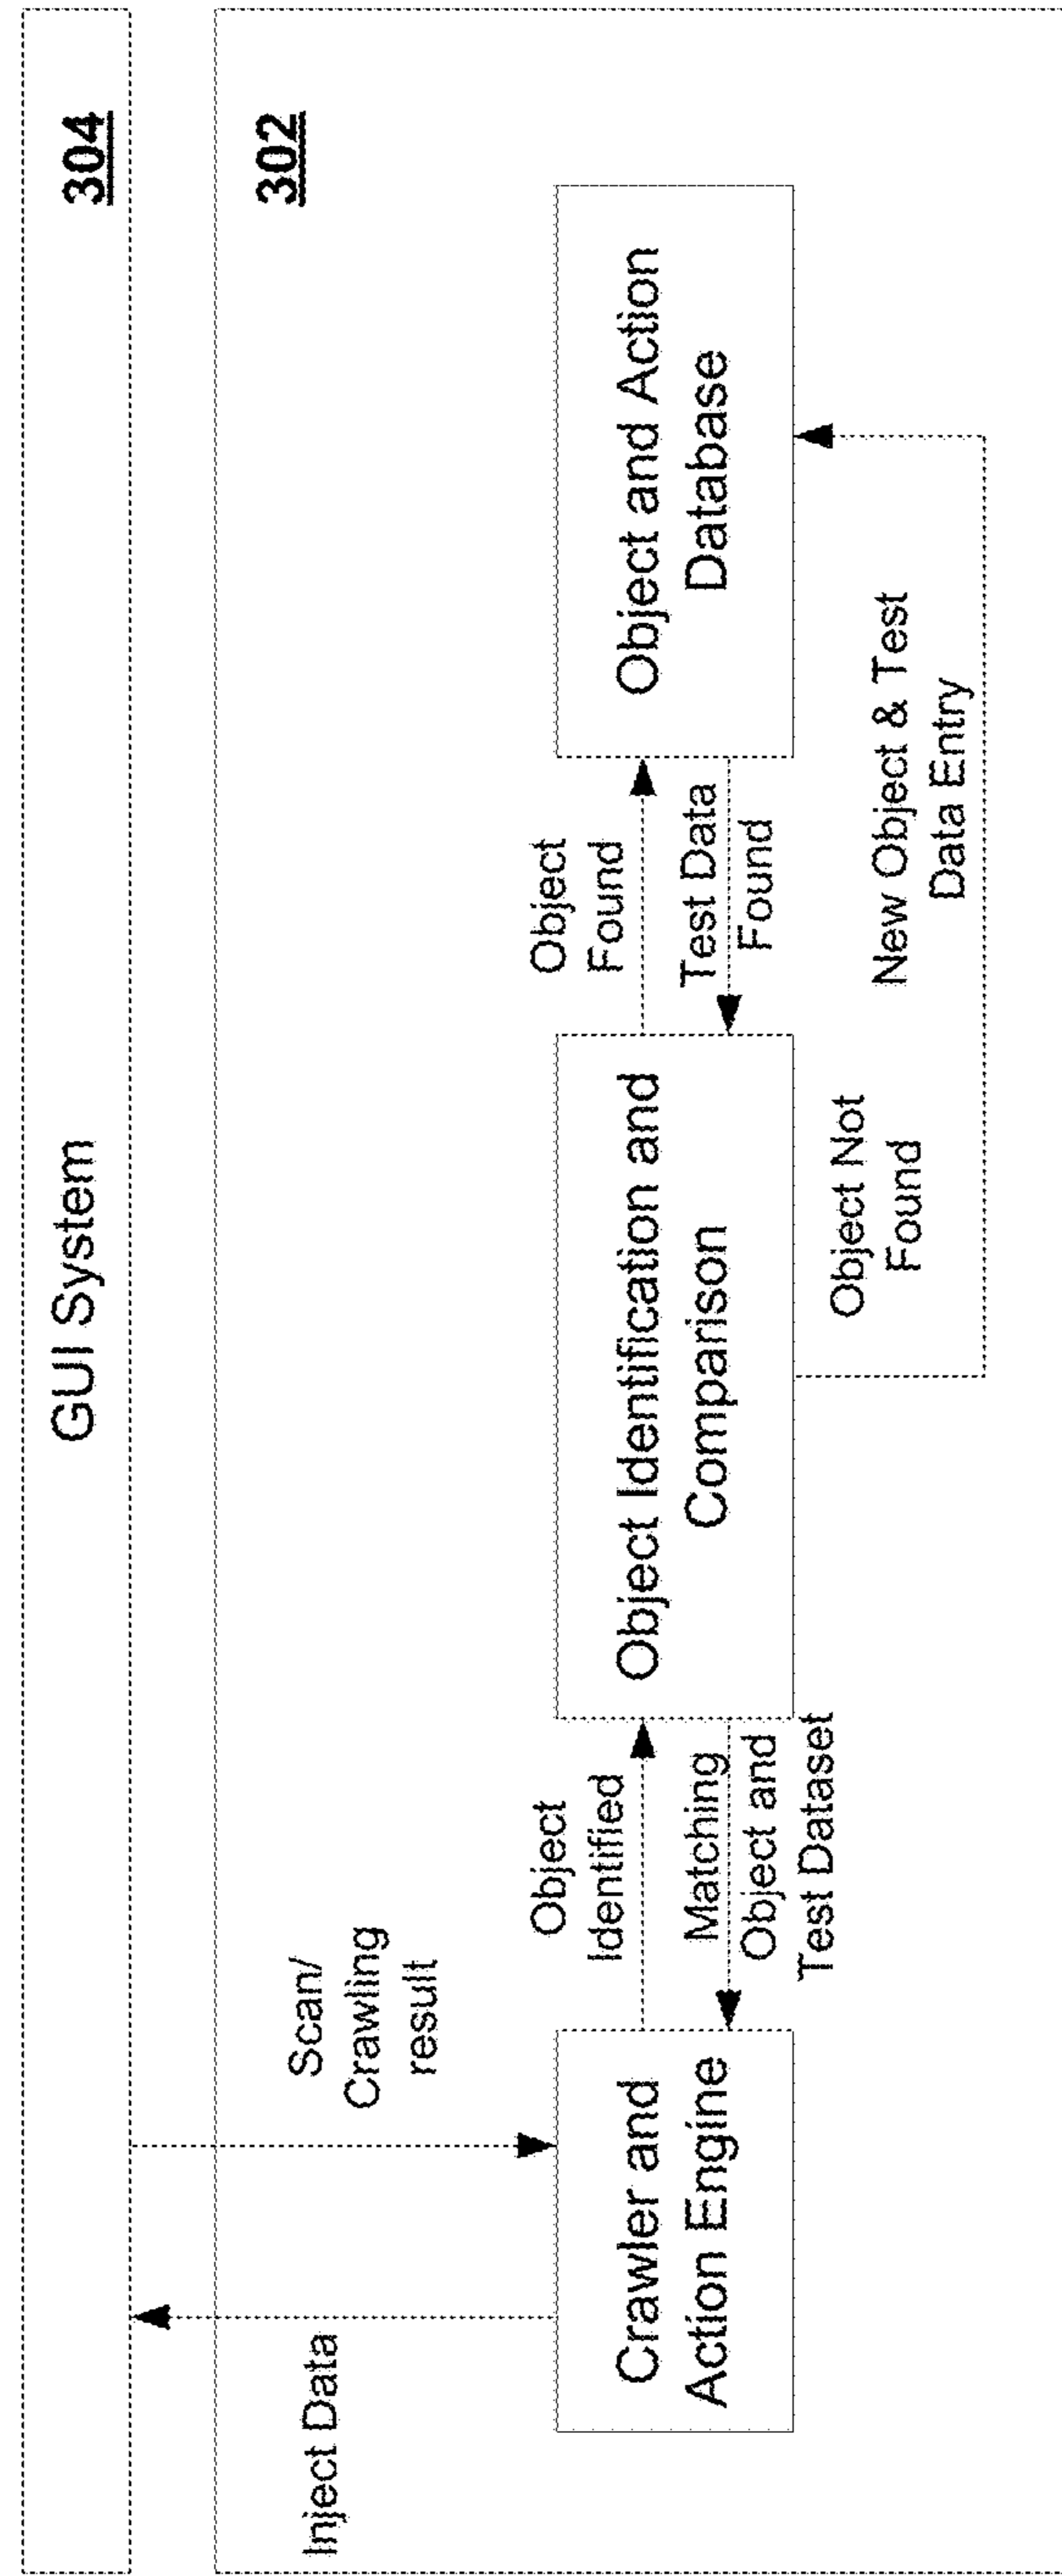 GUI System
304
302
Inject Data
Scan/
Crawling
result
Crawler and
Action Engine
Object
Identified
Matching
Object and
Test Dataset
Object Identification and
Comparison
Object
Found
Test Data
Found
Object and Action
Database
Object Not
Found
New Object & Test
Data Entry